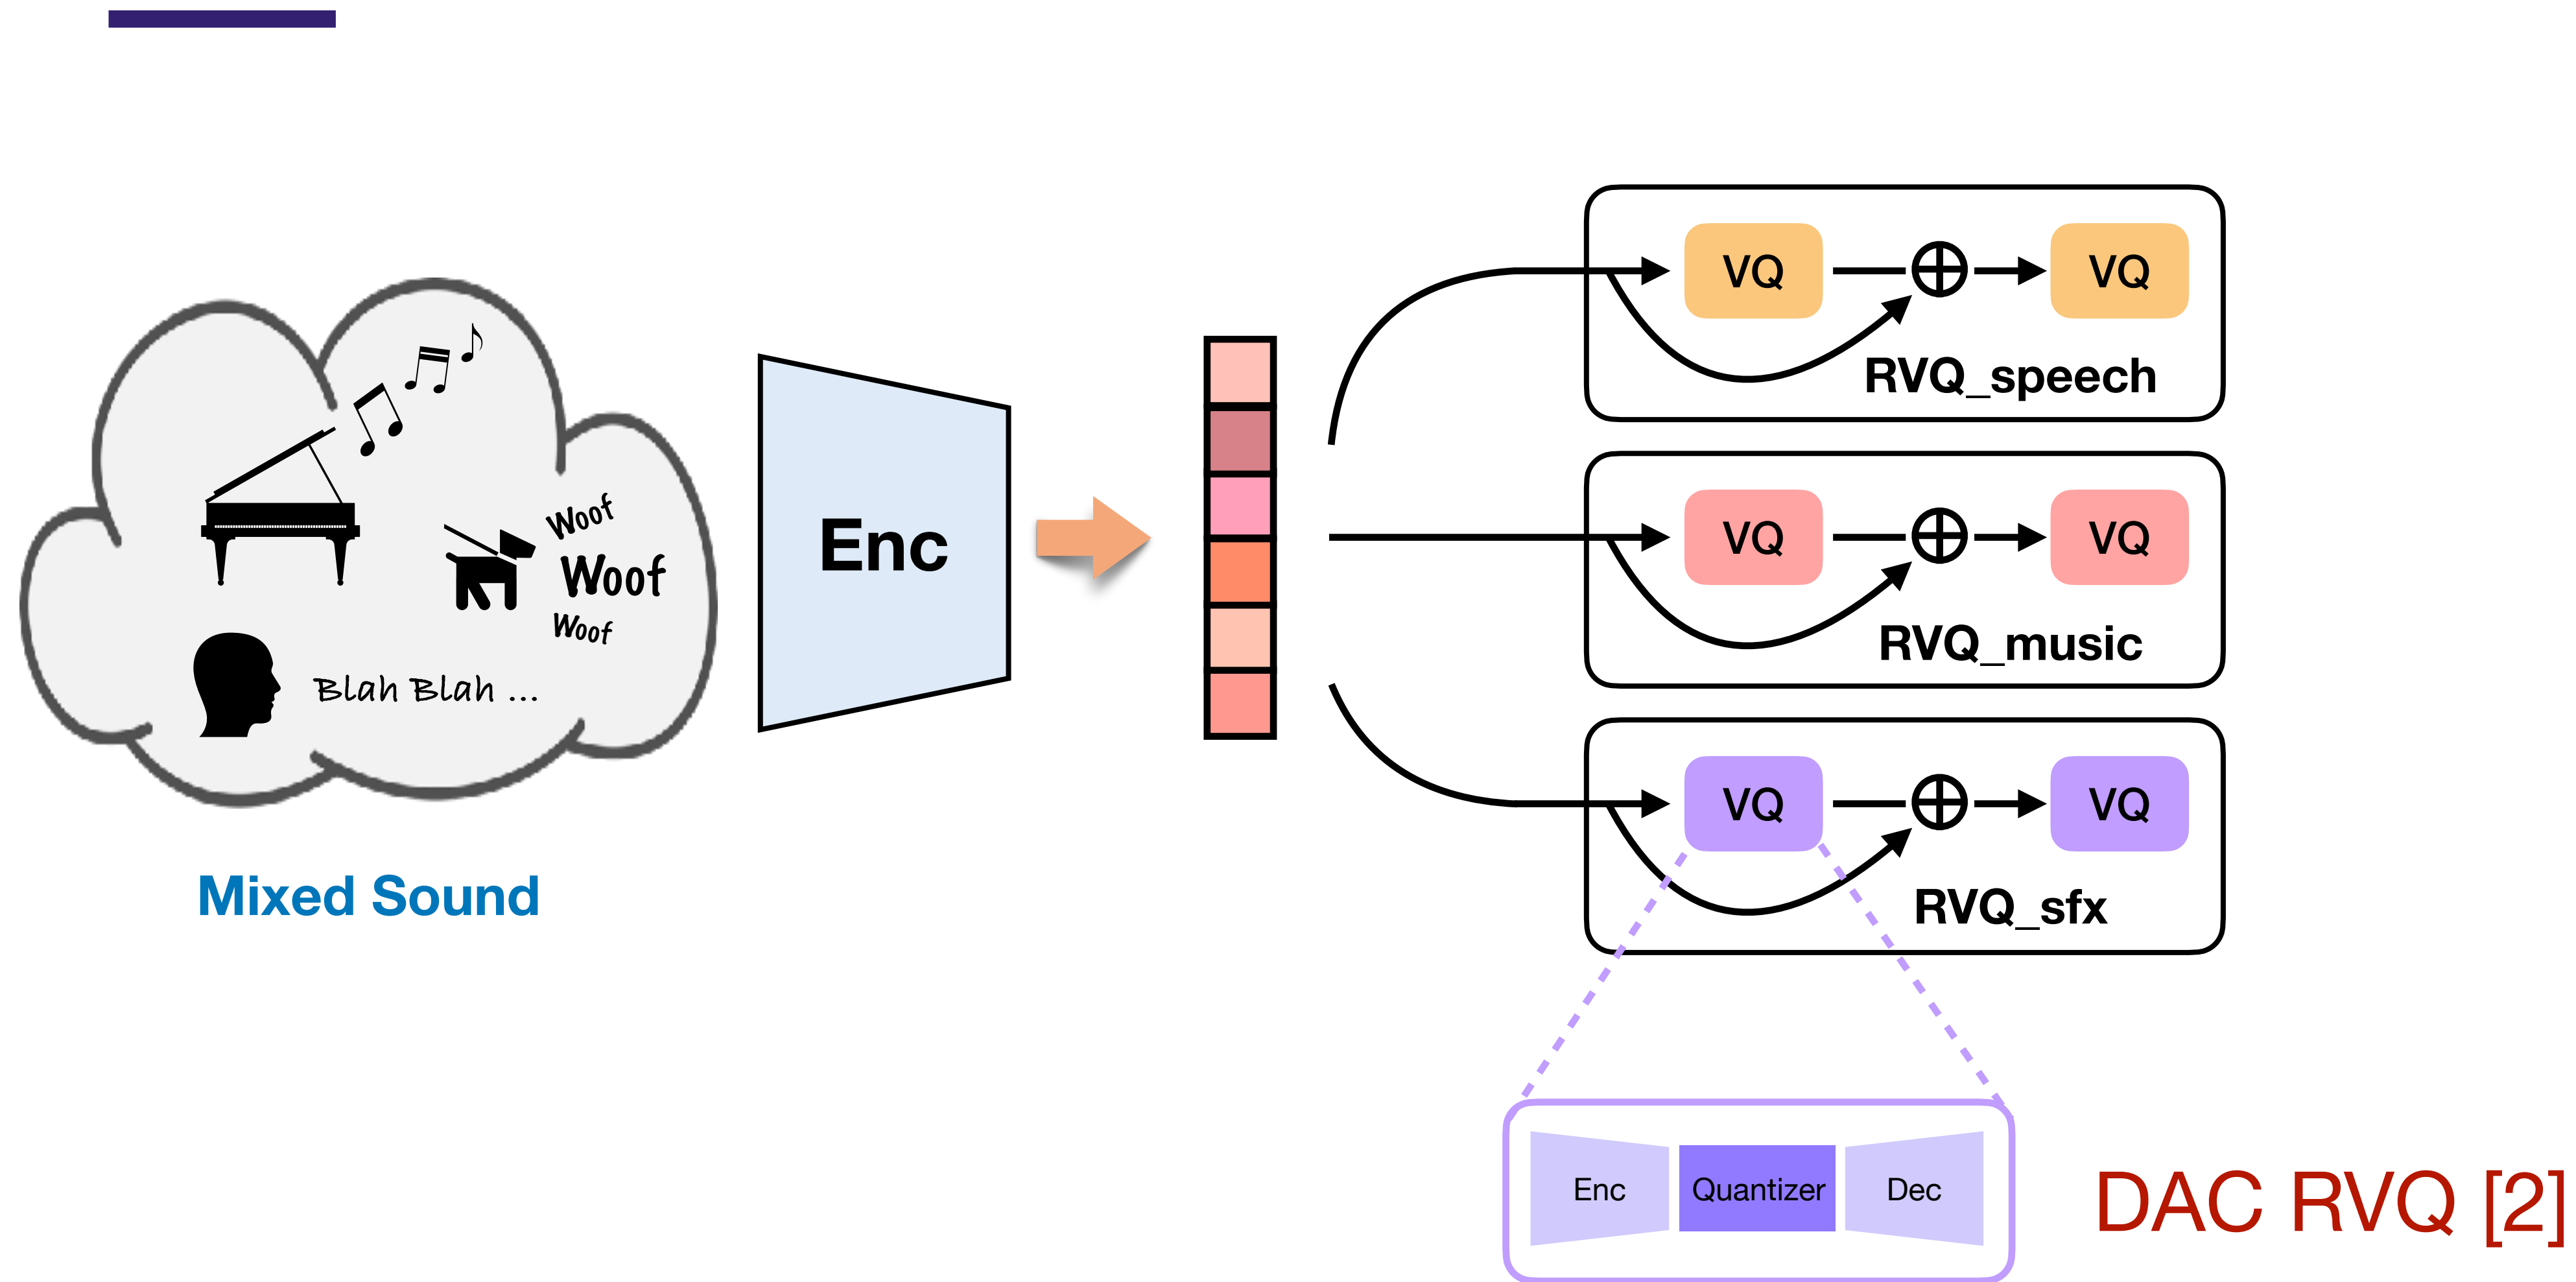 Woof
Woof
Woof
Blah Blah ...
Mixed Sound
Enc
VQ
VQ
RVQ_speech
VQ
VQ
RVQ_music
VQ
VQ
RVQ_sfx
Enc
Quantizer
Dec
DAC RVQ [2]